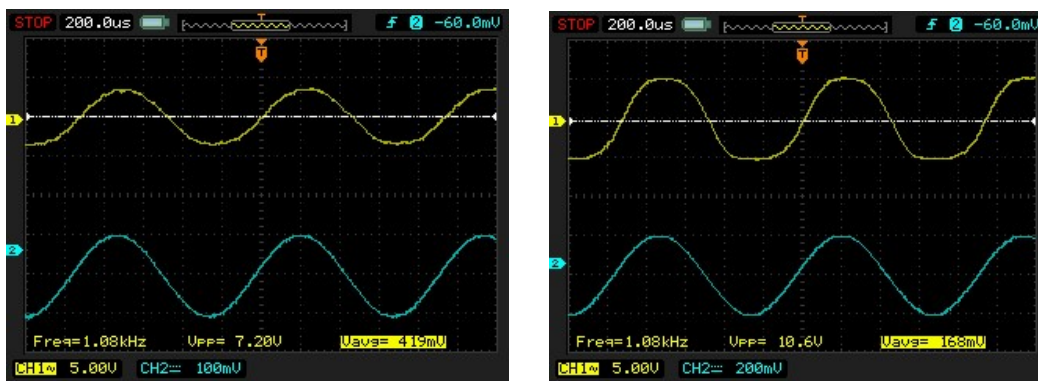 STOP 200.0us T ƒ 2 -60.0mV
T
1
2
Freq=1.08kHz Vpp= 7.20V Vavg= 419mV
CH1~ 5.00V CH2 100mV
STOP 200.0us T ƒ 2 -60.0mV
T
1
2
Freq=1.08kHz Vpp= 10.6V Vavg= 168mV
CH1~ 5.00V CH2 200mV